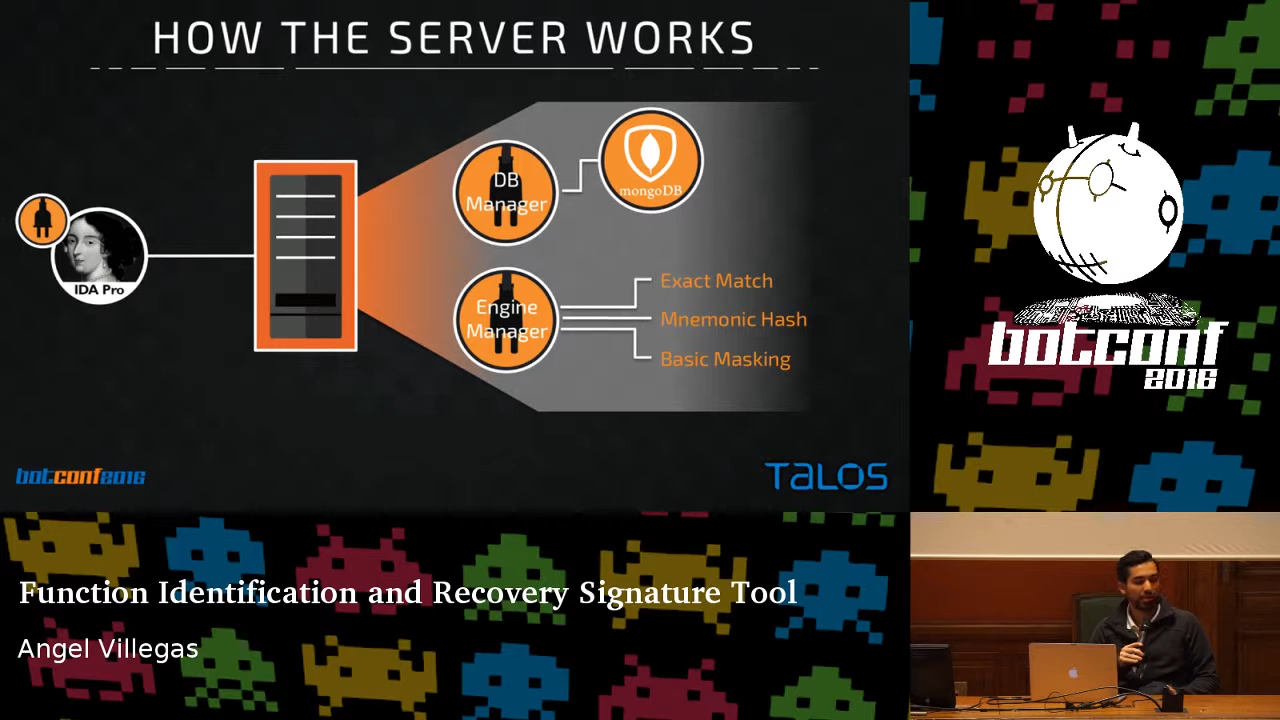 HOW THE SERVER WORKS
IDA Pro
DB
Manager
mongoDB
Engine
Manager
Exact Match
Mnemonic Hash
Basic Masking
botconf2016
TALOS
botconf
2016
Function Identification and Recovery Signature Tool
Angel Villegas